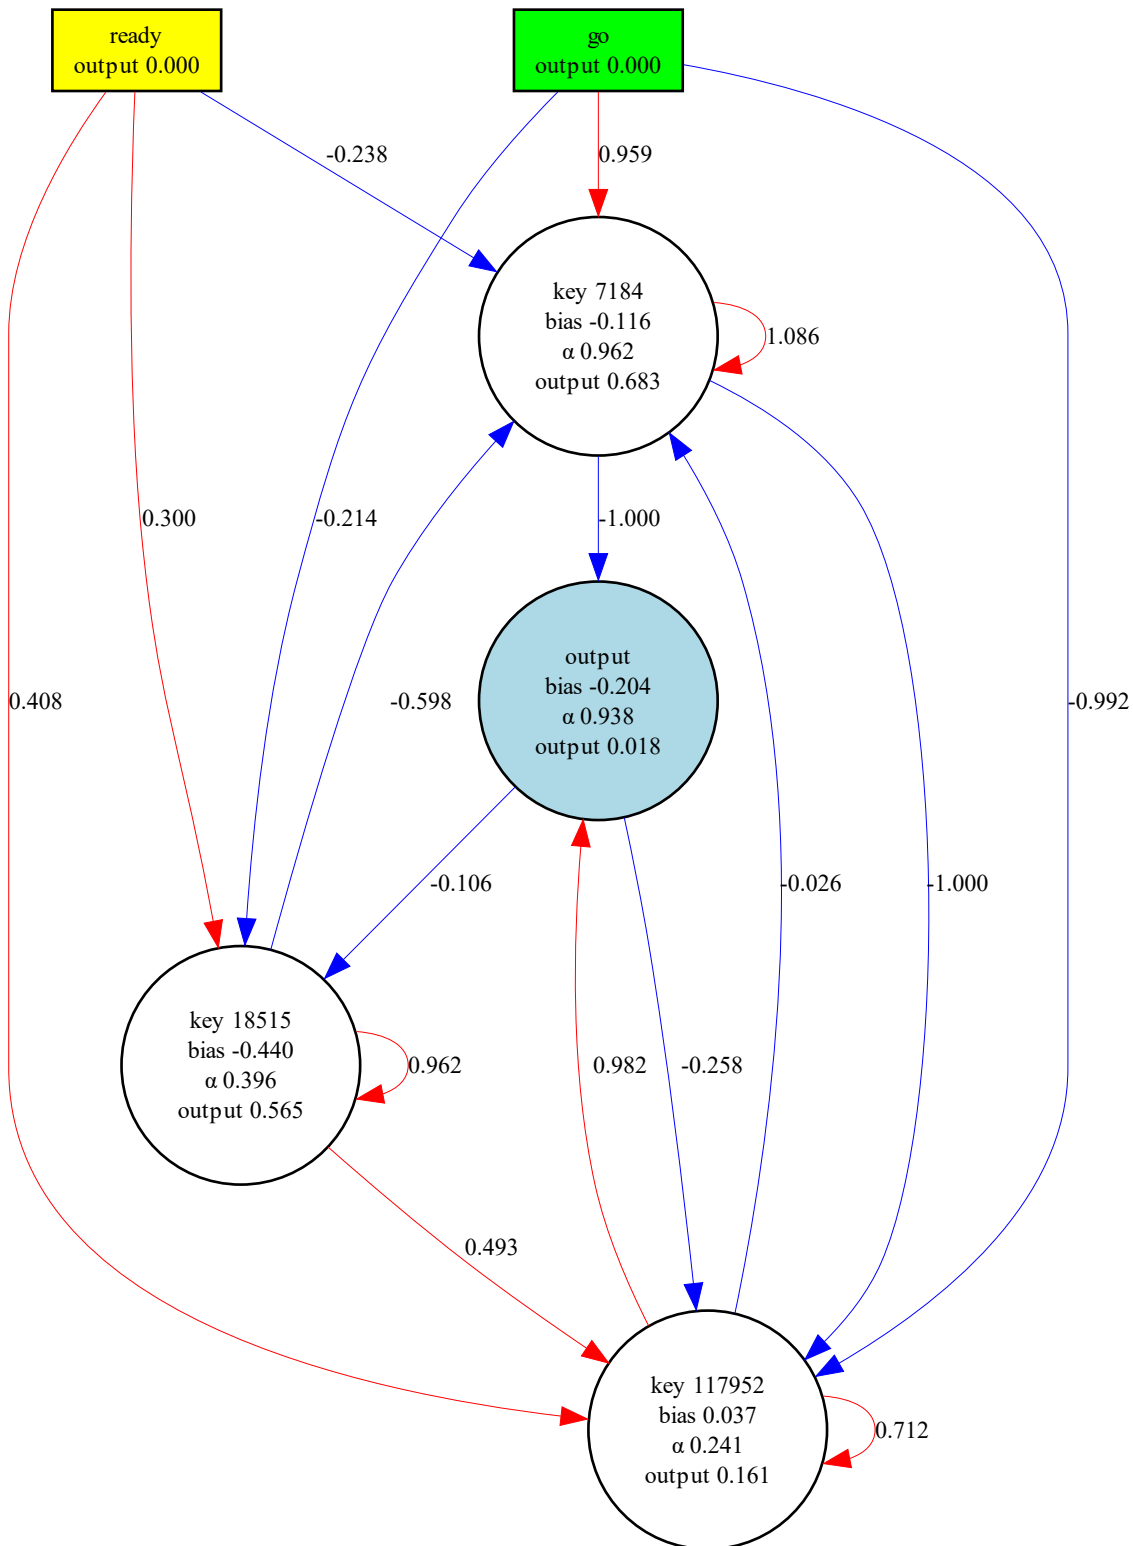 ready
output 0.000
go
output 0.000
-0.238
0.959
key 7184
bias -0.116
α 0.962
output 0.683
1.086
0.300
-0.214
-1.000
output
bias -0.204
α 0.938
output 0.018
0.408
-0.598
-0.992
-0.106
-0.026
-1.000
key 18515
bias -0.440
α 0.396
output 0.565
0.962
0.982
-0.258
0.493
key 117952
bias 0.037
α 0.241
output 0.161
0.712